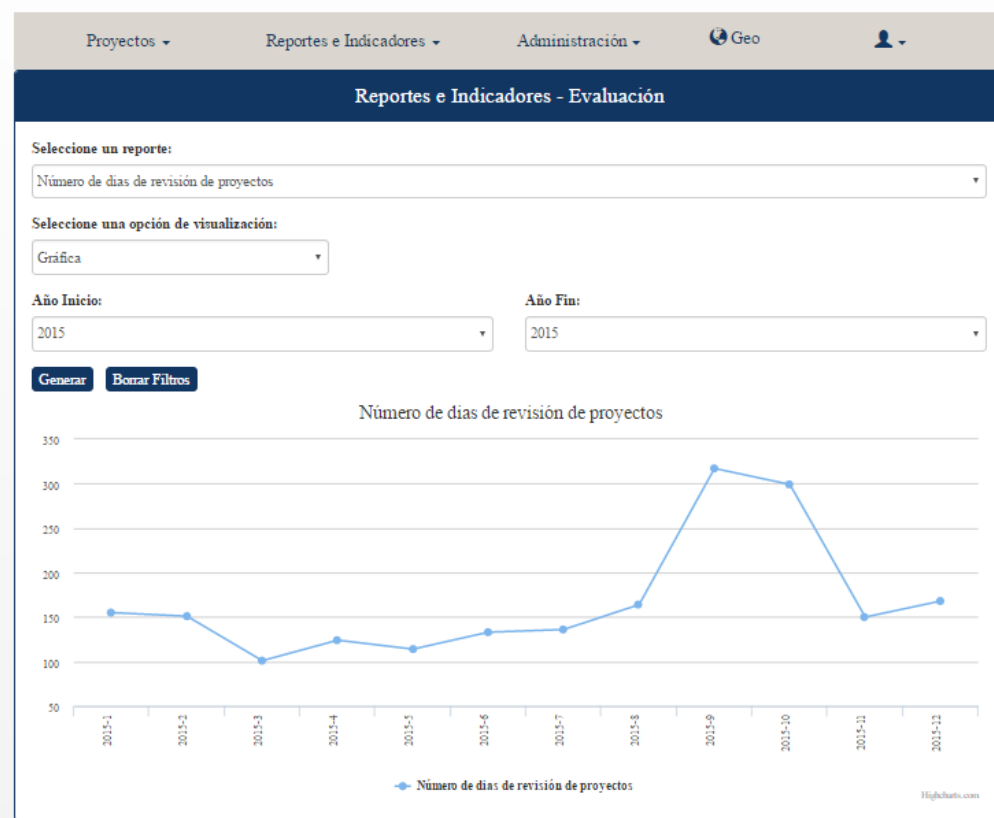 Proyectos Reportes e Indicadores Administración Geo
Reportes e Indicadores - Evaluación
Seleccione un reporte:
Número de dias de revisión de proyectos
Seleccione una opción de visualización:
Gráfica
Año Inicio: Año Fin:
2015 2015
Generar Borrar Filtros
Número de dias de revisión de proyectos
350
300
250
200
150
100
50
2015-1 2015-2 2015-3 2015-4 2015-5 2015-6 2015-7 2015-8 2015-9 2015-10 2015-11 2015-12
Número de dias de revisión de proyectos
Highcharts.com